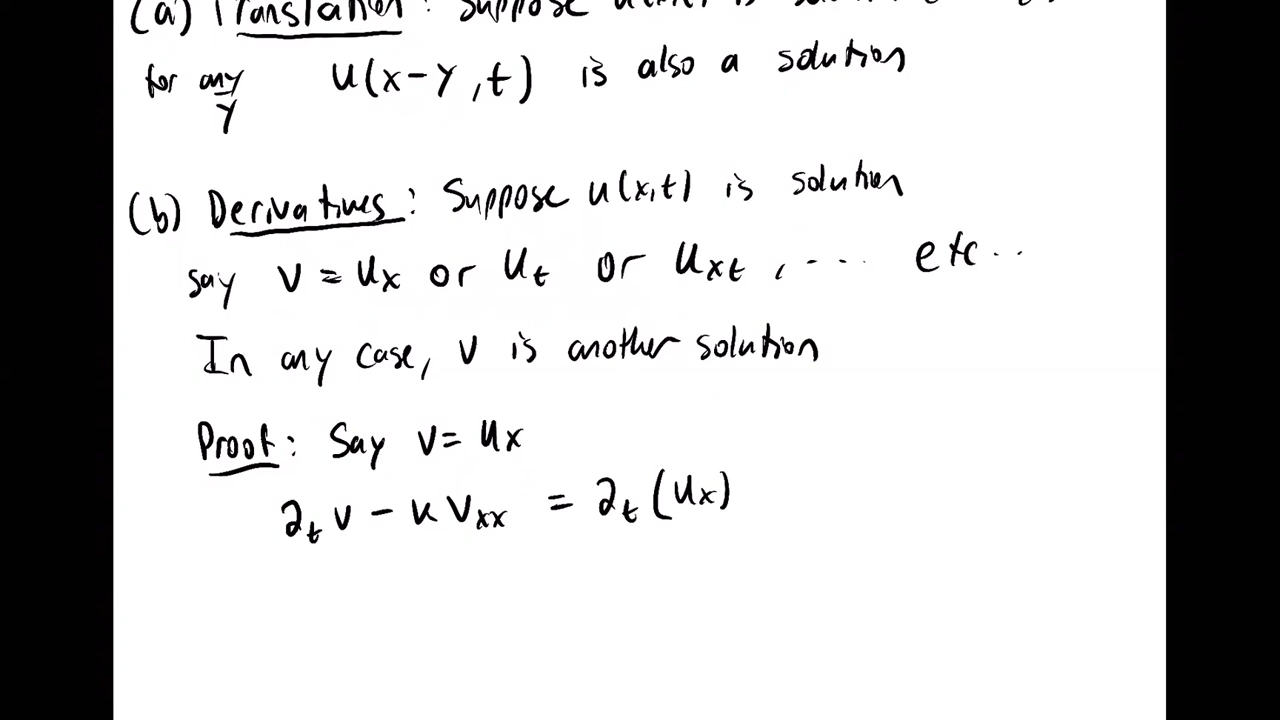 (a) Translation: Suppose u(x,t) is
for any y u(x-y,t) is also a solution
(b) Derivatives: Suppose u(x,t) is solution
say v = ux or ut or uxt, ... etc...
In any case, v is another solution
Proof: Say v = ux
∂t v - k vxx = ∂t (ux)